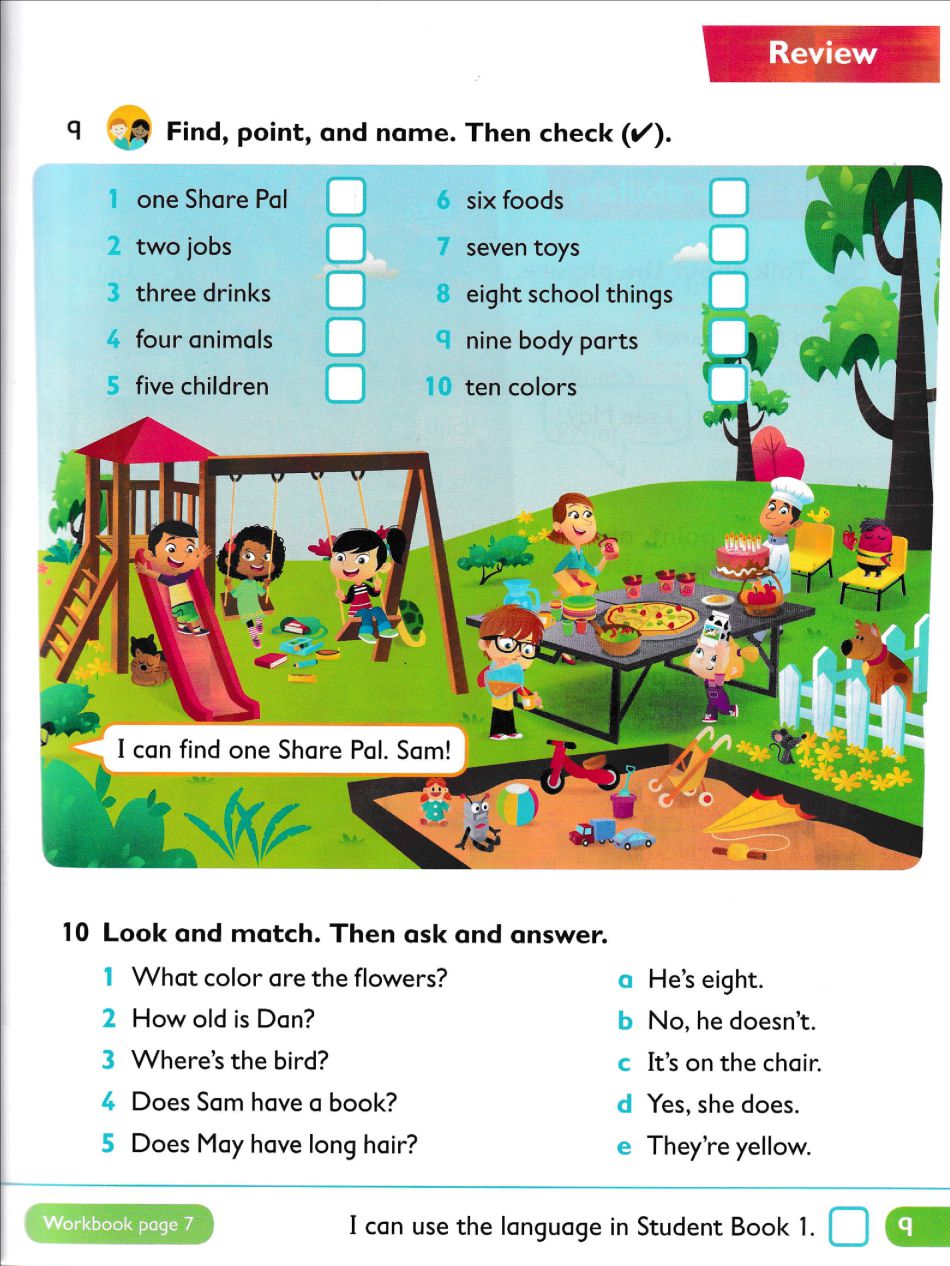 Review
9 Find, point, and name. Then check (✔).
1 one Share Pal
2 two jobs
3 three drinks
4 four animals
5 five children
6 six foods
7 seven toys
8 eight school things
9 nine body parts
10 ten colors
I can find one Share Pal. Sam!
10 Look and match. Then ask and answer.
1 What color are the flowers?
2 How old is Dan?
3 Where's the bird?
4 Does Sam have a book?
5 Does May have long hair?
a He's eight.
b No, he doesn't.
c It's on the chair.
d Yes, she does.
e They're yellow.
Workbook page 7
I can use the language in Student Book 1.
9